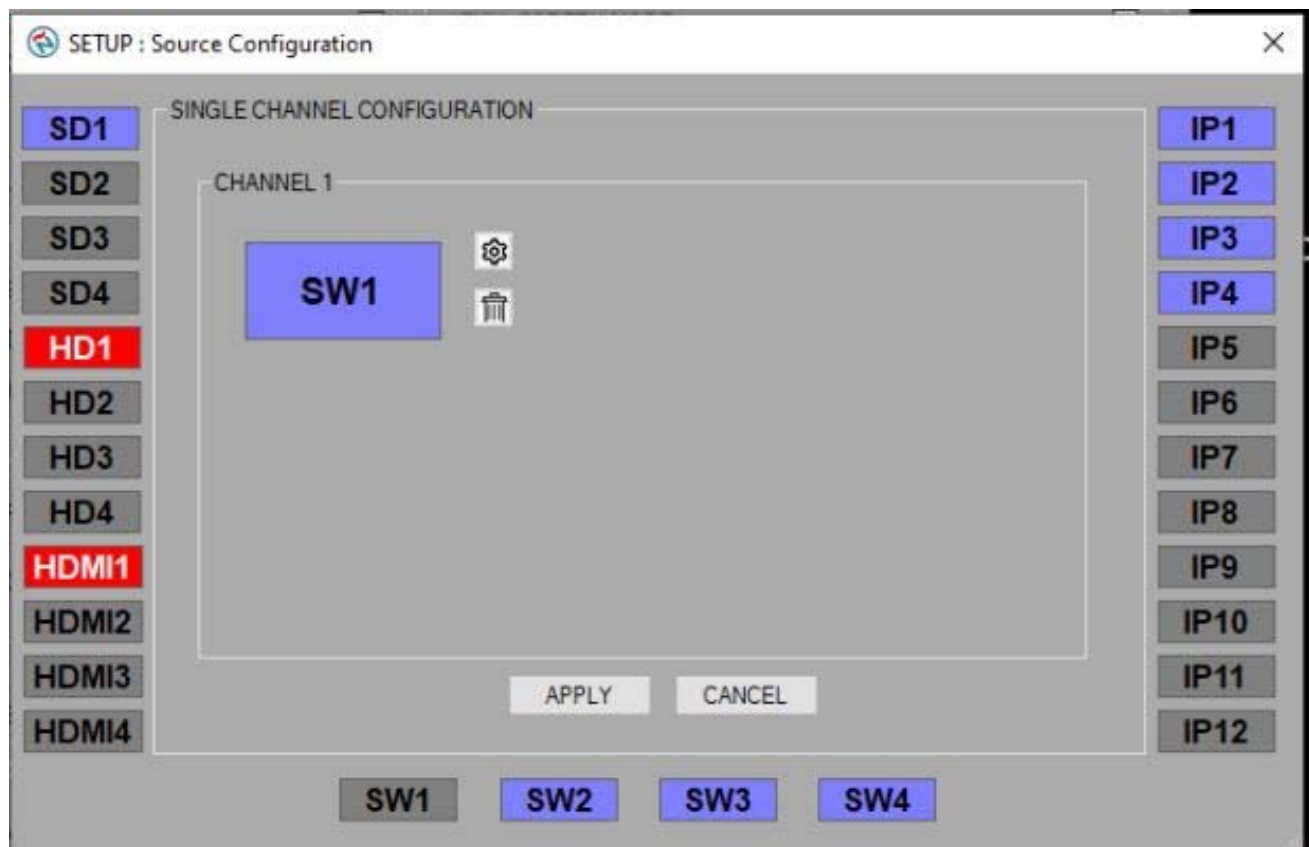 SETUP : Source Configuration
SINGLE CHANNEL CONFIGURATION
CHANNEL 1
SW1
SD1
SD2
SD3
SD4
HD1
HD2
HD3
HD4
HDMI1
HDMI2
HDMI3
HDMI4
IP1
IP2
IP3
IP4
IP5
IP6
IP7
IP8
IP9
IP10
IP11
IP12
APPLY CANCEL
SW1 SW2 SW3 SW4